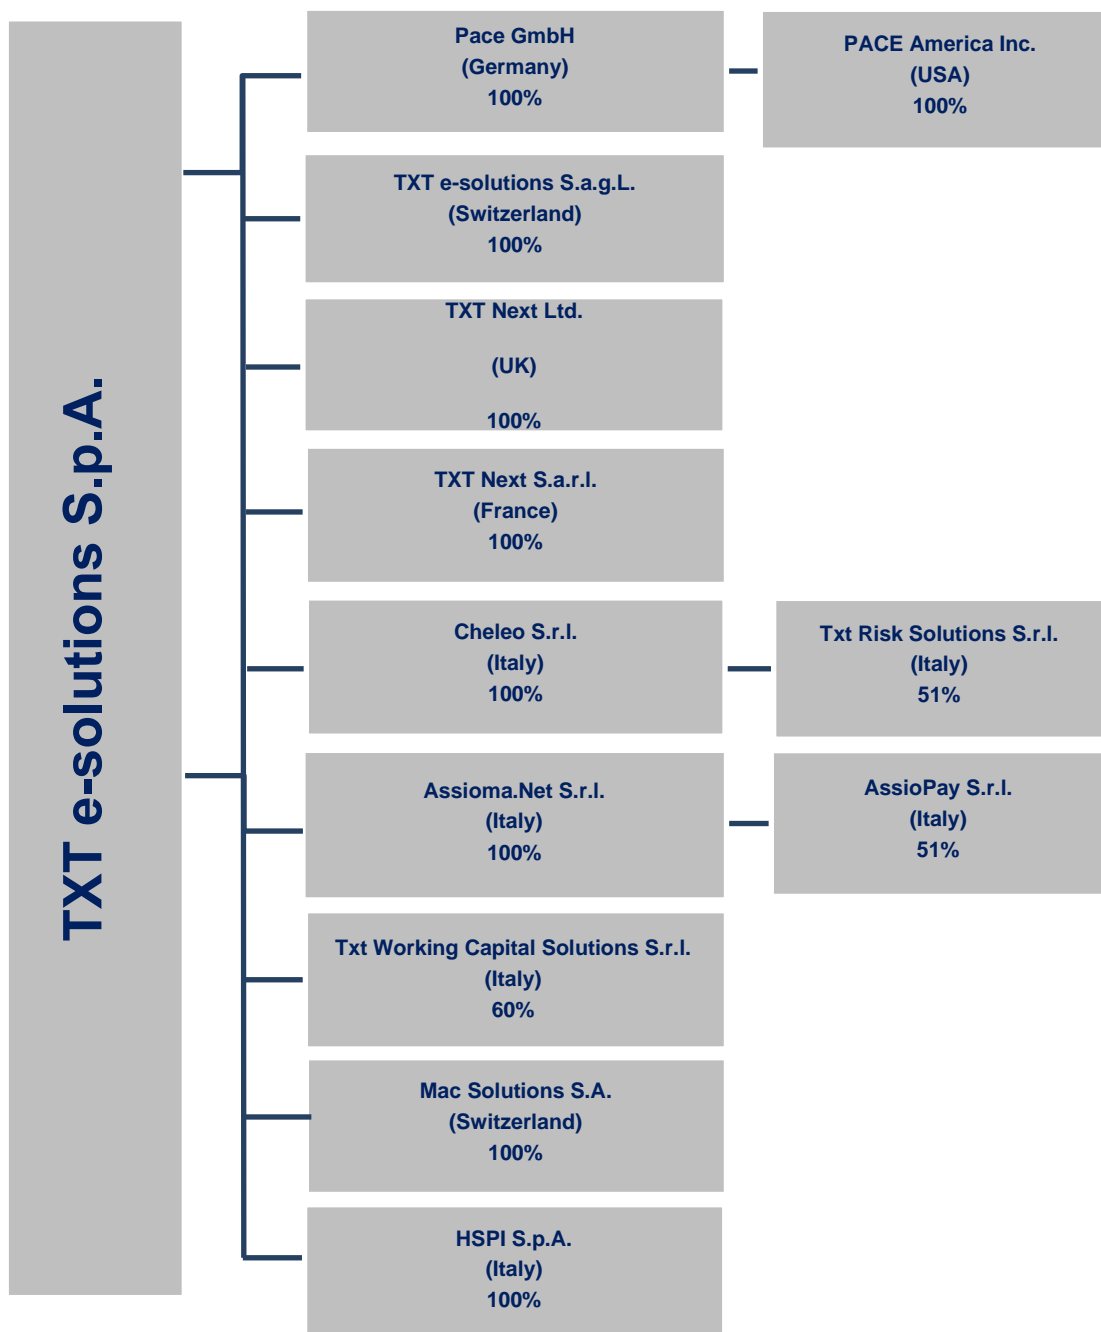 TXT e-solutions S.p.A.
Pace GmbH
(Germany)
100%
PACE America Inc.
(USA)
100%
TXT e-solutions S.a.g.L.
(Switzerland)
100%
TXT Next Ltd.
(UK)
100%
TXT Next S.a.r.l.
(France)
100%
Cheleo S.r.l.
(Italy)
100%
Txt Risk Solutions S.r.l.
(Italy)
51%
Assioma.Net S.r.l.
(Italy)
100%
AssioPay S.r.l.
(Italy)
51%
Txt Working Capital Solutions S.r.l.
(Italy)
60%
Mac Solutions S.A.
(Switzerland)
100%
HSPI S.p.A.
(Italy)
100%